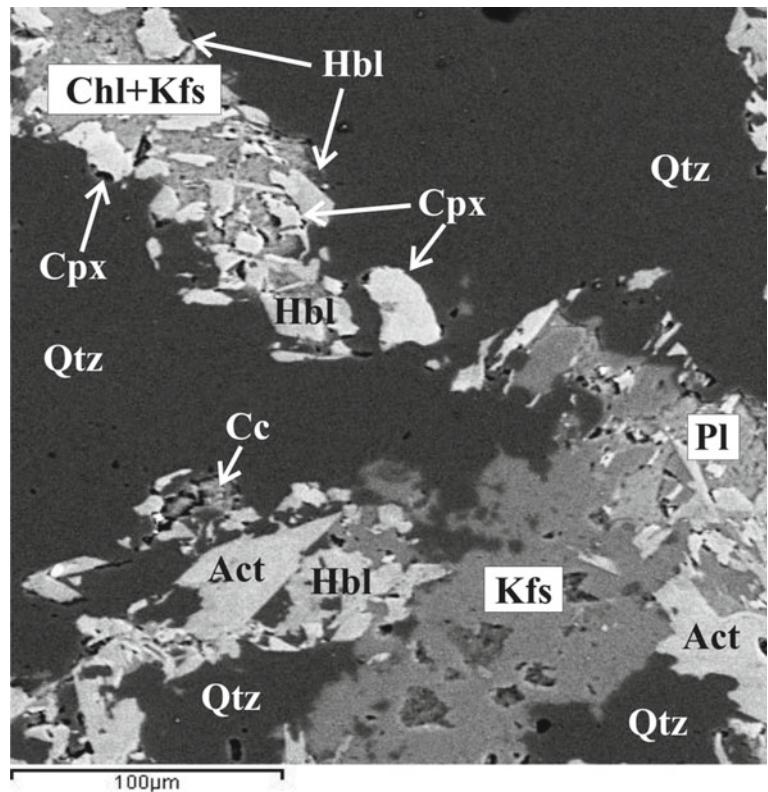 Hbl
Chl+Kfs
Qtz
Cpx
Cpx
Hbl
Qtz
Cc
Pl
Act
Hbl
Kfs
Act
Qtz
Qtz
100µm